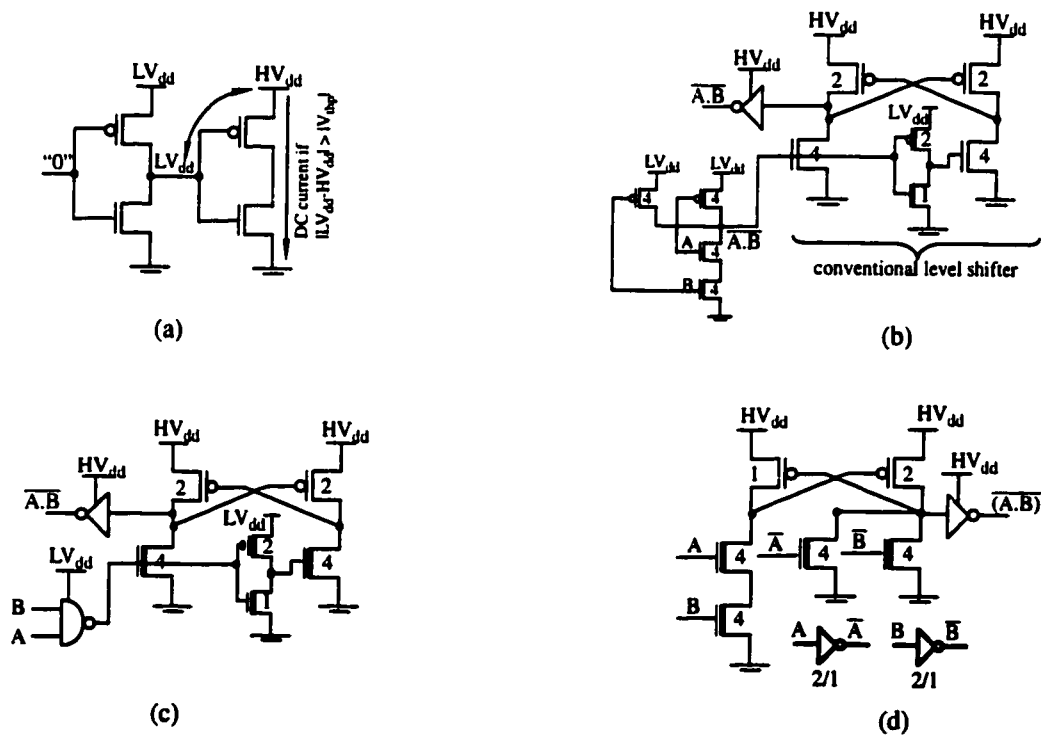 LVdd
HVdd
"0"
LVdd
DC current if
|LVdd-HVdd| > |Vthp|
(a)
HVdd
HVdd
HVdd
2
2
A.B
LVdd
2
4
4
1
LVdd
LVdd
4
4
A.B
A
4
B
4
conventional level shifter
(b)
HVdd
HVdd
HVdd
2
2
A.B
LVdd
2
4
4
LVdd
1
B
A
(c)
HVdd
HVdd
HVdd
1
2
(A.B)
A
4
A
4
B
4
B
4
A
A
B
B
2/1
2/1
(d)